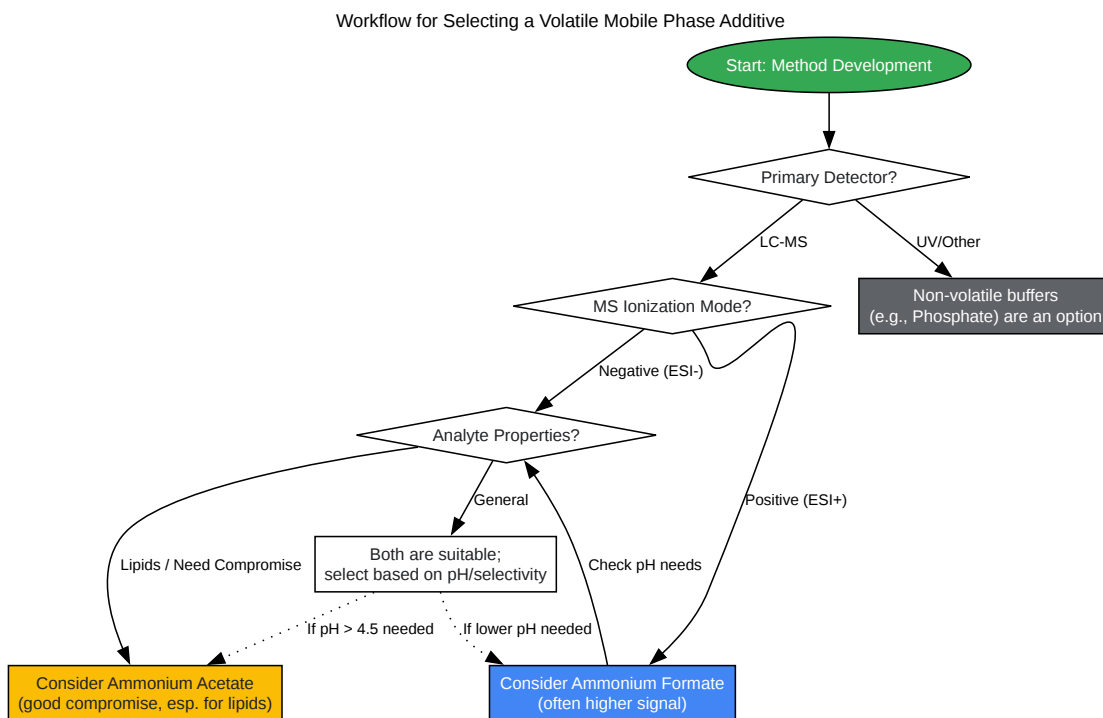 Workflow for Selecting a Volatile Mobile Phase Additive
Start: Method Development
Primary Detector?
LC-MS
UV/Other
MS Ionization Mode?
Non-volatile buffers
(e.g., Phosphate) are an option
Negative (ESI-)
Analyte Properties?
General
Positive (ESI+)
Both are suitable;
select based on pH/selectivity
Lipids / Need Compromise
Check pH needs
If pH > 4.5 needed
If lower pH needed
Consider Ammonium Acetate
(good compromise, esp. for lipids)
Consider Ammonium Formate
(often higher signal)